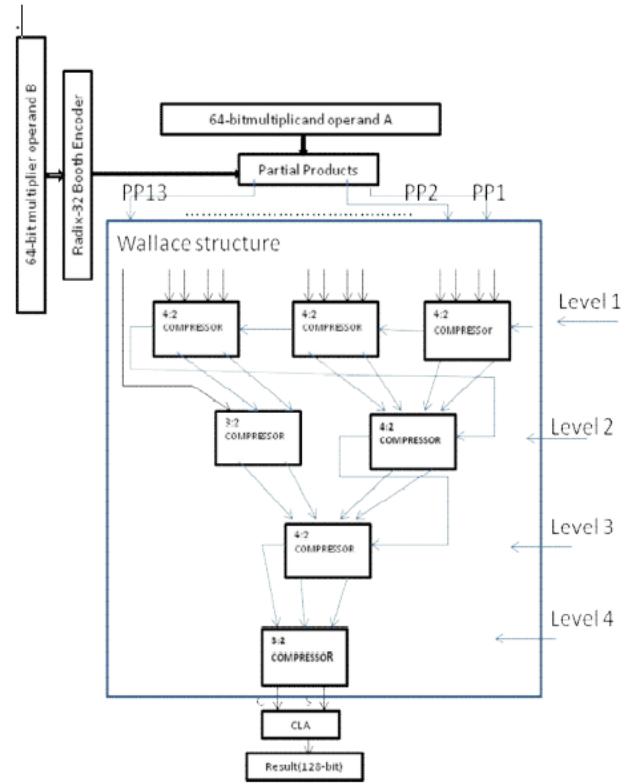 64-bit multiplier operand B
Radix-32 Booth Encoder
64-bitmultiplicand operand A
Partial Products
PP13
PP2
PP1
Wallace structure
4:2
COMPRESSOR
4:2
COMPRESSOR
4:2
COMPRESSOr
Level 1
3:2
COMPRESSOR
4:2
COMPRESSOR
Level 2
4:2
COMPRESSOR
Level 3
3:2
COMPRESSOR
Level 4
C
S
CLA
Result(128-bit)